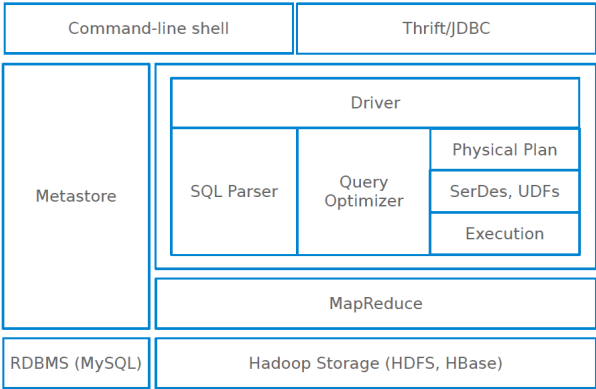 Command-line shell
Thrift/JDBC
Metastore
Driver
SQL Parser
Query
Optimizer
Physical Plan
SerDes, UDFs
Execution
MapReduce
RDBMS (MySQL)
Hadoop Storage (HDFS, HBase)